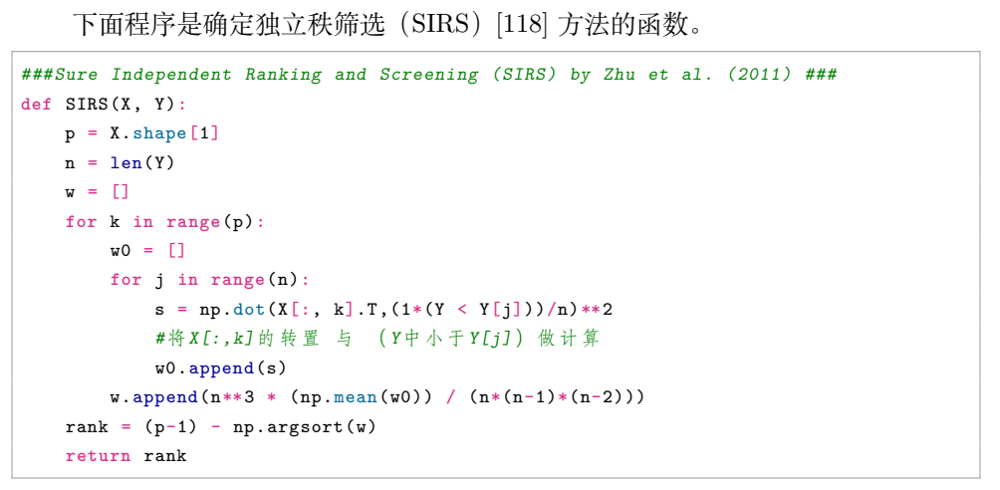 下面程序是确定独立秩筛选（SIRS）[118] 方法的函数。
###Sure Independent Ranking and Screening (SIRS) by Zhu et al. (2011) ###
def SIRS(X, Y):
    p = X.shape[1]
    n = len(Y)
    w = []
    for k in range(p):
        w0 = []
        for j in range(n):
            s = np.dot(X[:, k].T,(1*(Y < Y[j]))/n)**2
            #将X[:,k]的转置 与 （Y中小于Y[j]）做计算
            w0.append(s)
        w.append(n**3 * (np.mean(w0)) / (n*(n-1)*(n-2)))
    rank = (p-1) - np.argsort(w)
    return rank